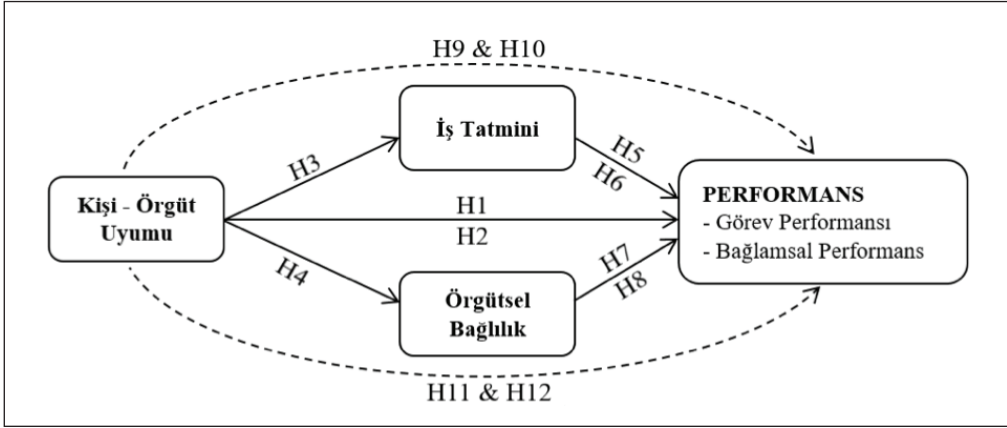 H9 & H10
İş Tatmini
H3
H5
H6
Kişi - Örgüt
Uyumu
H1
H2
PERFORMANS
- Görev Performansı
- Bağlamsal Performans
H4
H7
H8
Örgütsel
Bağlılık
H11 & H12